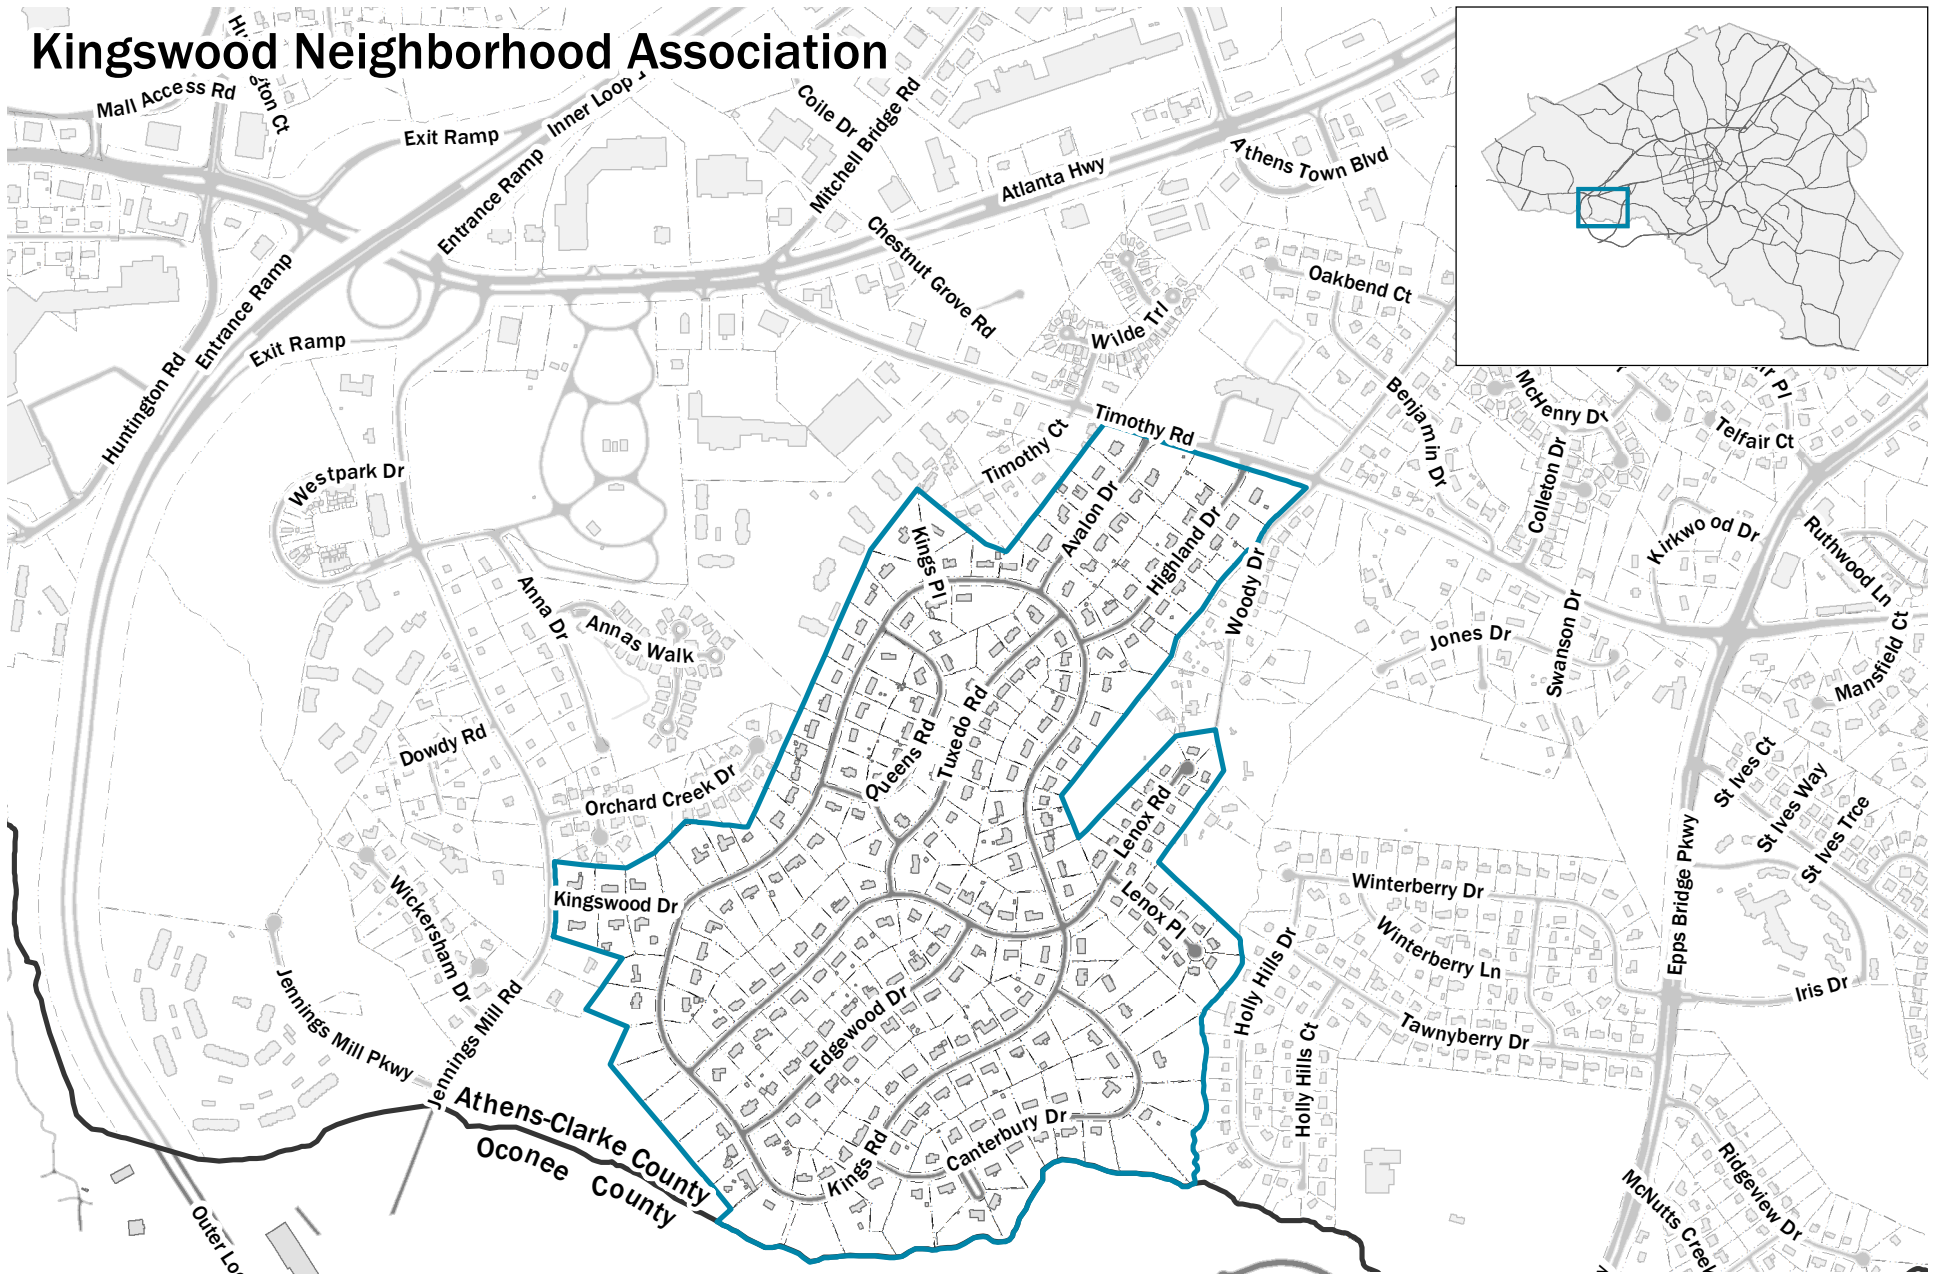 Kingswood Neighborhood Association
Mall Access Rd
Exit Ramp
Inner Loop
Coile Dr
Mitchell Bridge Rd
Entrance Ramp
Atlanta Hwy
Athens Town Blvd
Chestnut Grove Rd
Oakbend Ct
Entrance Ramp
Exit Ramp
Huntington Rd
Wilde Trl
Timothy Rd
Timothy Ct
Benjamin Dr
McHenry Dr
Telfair Ct
Colleton Dr
Kirkwood Dr
Ruthwood Ln
Westpark Dr
Kings Pl
Avalon Dr
Highland Dr
Woody Dr
Anna Dr
Annas Walk
Jones Dr
Swanson Dr
Mansfield Ct
Dowdy Rd
Orchard Creek Dr
Queens Rd
Tuxedo Rd
St Ives Ct
St Ives Way
St Ives Trce
Lenox Rd
Lenox Pl
Kingswood Dr
Wickersham Dr
Winterberry Dr
Winterberry Ln
Epps Bridge Pkwy
Iris Dr
Holly Hills Dr
Holly Hills Ct
Tawnyberry Dr
Jennings Mill Pkwy
Jennings Mill Rd
Edgewood Dr
Canterbury Dr
Kings Rd
Athens-Clarke County
Oconee County
Ridgeview Dr
McNutts Creek
Outer Loo